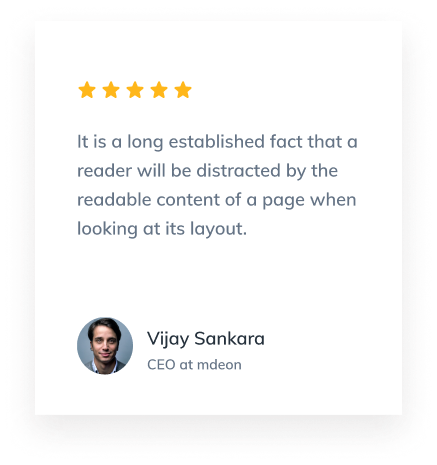 It is a long established fact that a
reader will be distracted by the
readable content of a page when
looking at its layout.
Vijay Sankara
CEO at mdeon